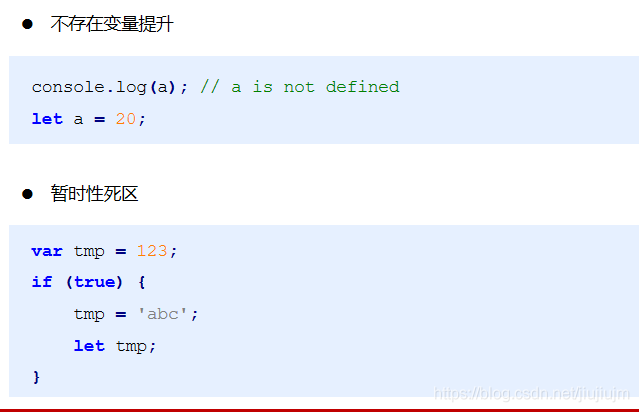 ● 不存在变量提升
console.log(a); // a is not defined
let a = 20;
● 暂时性死区
var tmp = 123;
if (true) {
    tmp = 'abc';
    let tmp;
}
https://blog.csdn.net/jiujiujm